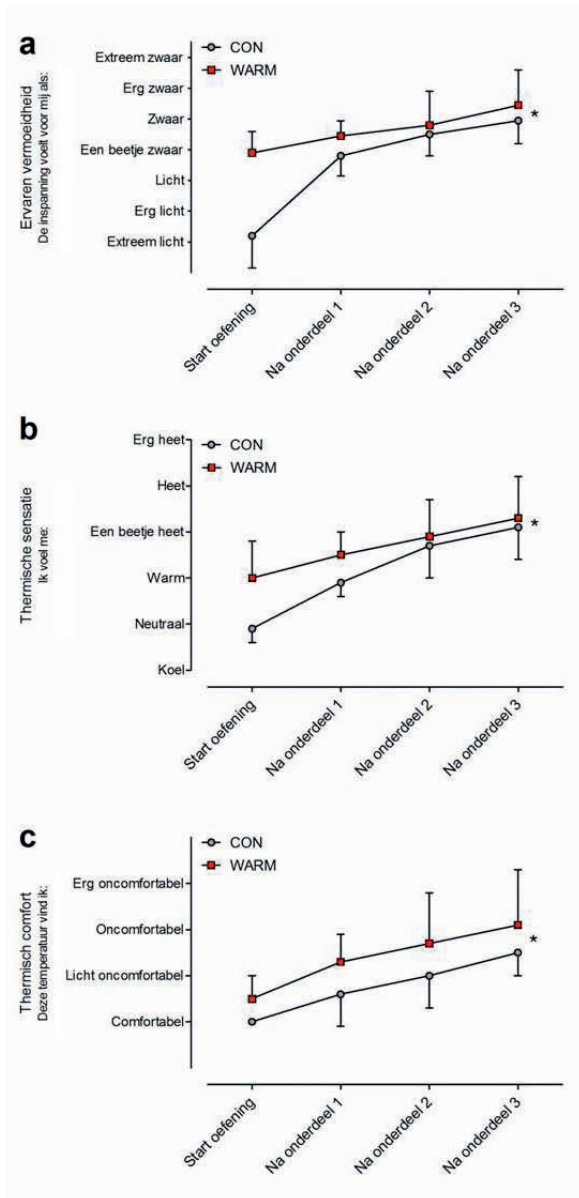 a
CON
WARM
Ervaren vermoeidheid
De inspanning voelt voor mij als:
Extreem zwaar
Erg zwaar
Zwaar
Een beetje zwaar
Licht
Erg licht
Extreem licht
*
Start oefening
Na onderdeel 1
Na onderdeel 2
Na onderdeel 3
b
CON
WARM
Thermische sensatie
Ik voel me:
Erg heet
Heet
Een beetje heet
Warm
Neutraal
Koel
*
Start oefening
Na onderdeel 1
Na onderdeel 2
Na onderdeel 3
c
CON
WARM
Thermisch comfort
Deze temperatuur vind ik:
Erg oncomfortabel
Oncomfortabel
Licht oncomfortabel
Comfortabel
*
Start oefening
Na onderdeel 1
Na onderdeel 2
Na onderdeel 3